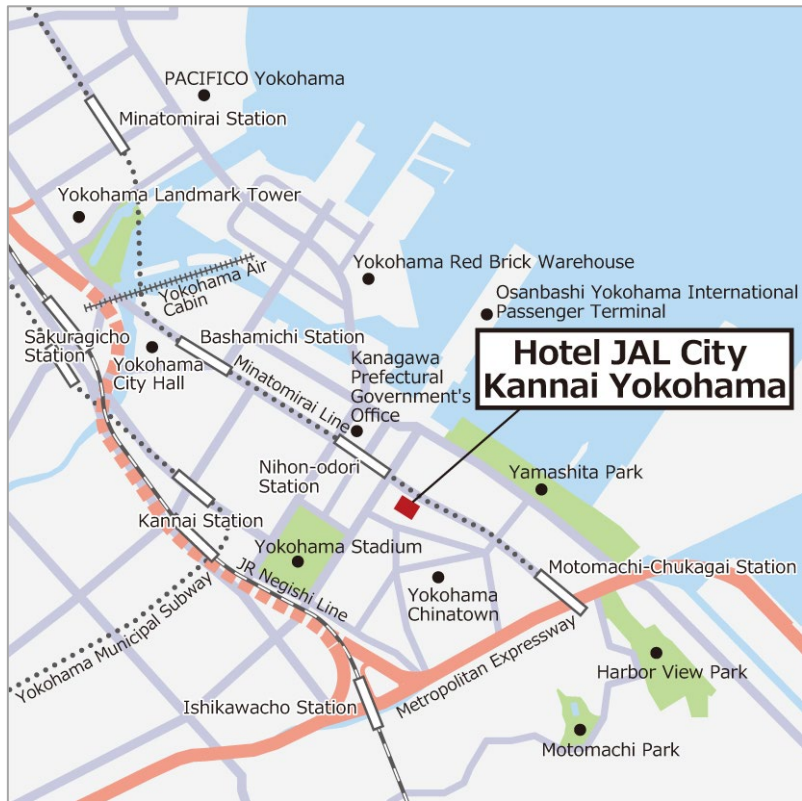 PACIFICO Yokohama
Minatomirai Station
Yokohama Landmark Tower
Yokohama Air
Cabin
Yokohama Red Brick Warehouse
Osanbashi Yokohama International
Passenger Terminal
Sakuragicho
Station
Yokohama
City Hall
Bashamichi Station
Minatomirai Line
Kanagawa
Prefectural
Government's
Office
Hotel JAL City
Kannai Yokohama
Nihon-odori
Station
Yamashita Park
Kannai Station
Yokohama Stadium
JR Negishi Line
Yokohama
Chinatown
Motomachi-Chukagai Station
Yokohama Municipal Subway
Metropolitan Expressway
Harbor View Park
Ishikawacho Station
Motomachi Park